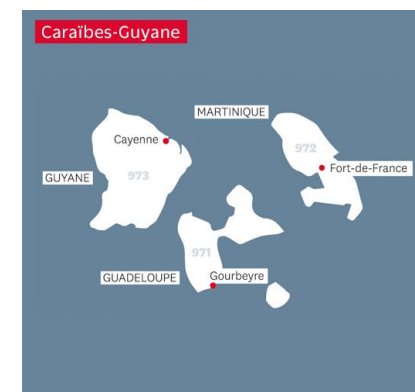 Caraïbes-Guyane
MARTINIQUE
Cayenne
972
Fort-de-France
GUYANE
973
971
GUADELOUPE
Gourbeyre